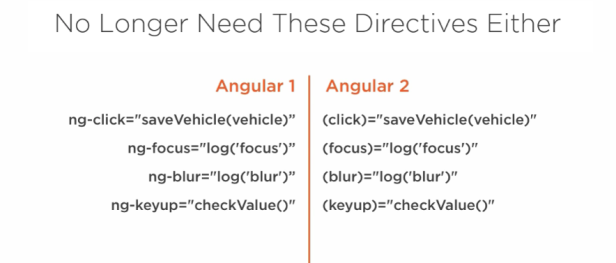 No Longer Need These Directives Either
Angular 1 Angular 2
ng-click="saveVehicle(vehicle)” (click)="saveVehicle(vehicle)"
ng-focus="log('focus')” (focus)="log('focus')"
ng-blur="log('blur')” (blur)="log('blur')"
ng-keyup="checkValue()" (keyup)="checkValue()"